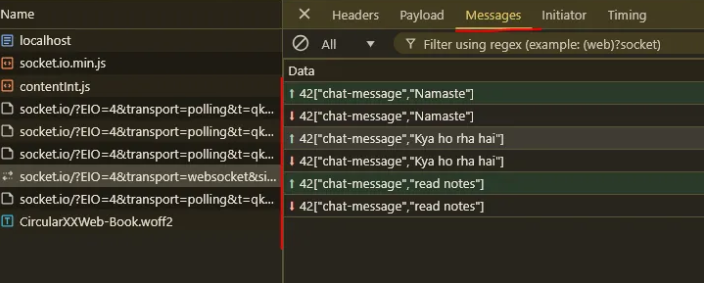 Name
localhost
socket.io.min.js
contentInt.js
socket.io/?EIO=4&transport=polling&t=qk...
socket.io/?EIO=4&transport=polling&t=qk...
socket.io/?EIO=4&transport=polling&t=qk...
socket.io/?EIO=4&transport=websocket&si...
socket.io/?EIO=4&transport=polling&t=qk...
CircularXXWeb-Book.woff2
Headers Payload Messages Initiator Timing
All Filter using regex (example: (web)?socket)
Data
42["chat-message","Namaste"]
42["chat-message","Namaste"]
42["chat-message","Kya ho rha hai"]
42["chat-message","Kya ho rha hai"]
42["chat-message","read notes"]
42["chat-message","read notes"]